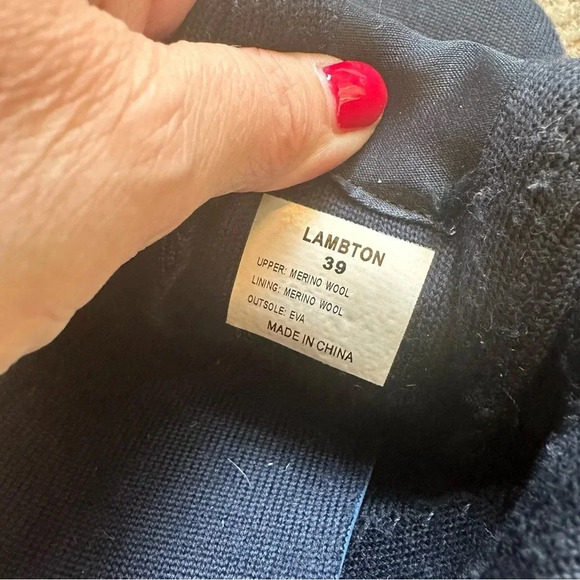 LAMBTON
39
UPPER: MERINO WOOL
LINING: MERINO WOOL
OUTSOLE: EVA
MADE IN CHINA